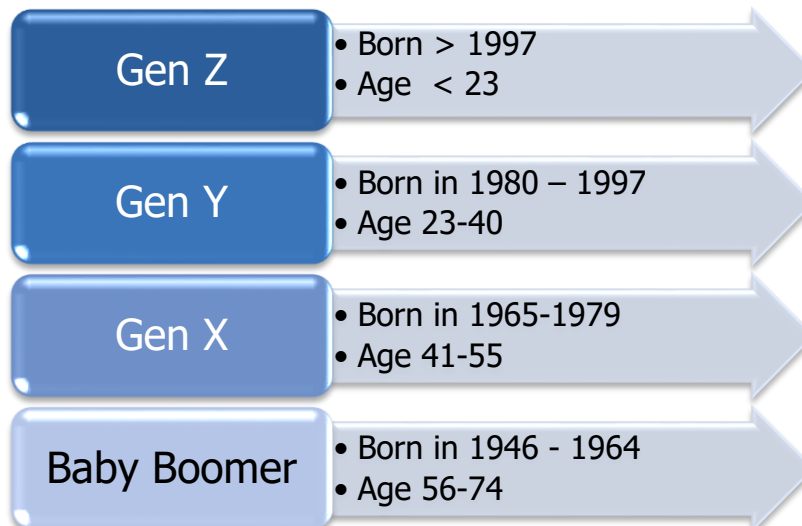 Gen Z
• Born > 1997
• Age < 23
Gen Y
• Born in 1980 – 1997
• Age 23-40
Gen X
• Born in 1965-1979
• Age 41-55
Baby Boomer
• Born in 1946 - 1964
• Age 56-74